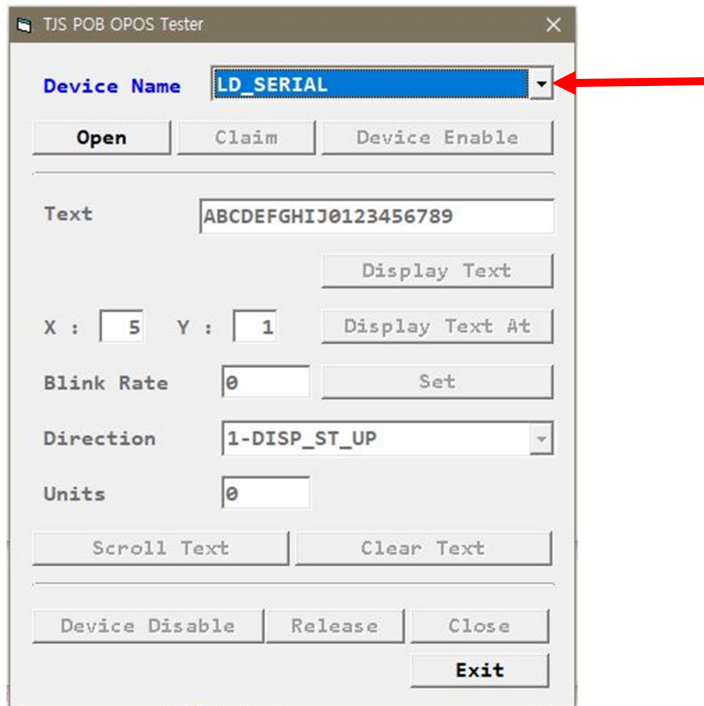 TJS POB OPOS Tester
Device Name LD_SERIAL
Open Claim Device Enable
Text ABCDEFGHIJ0123456789
Display Text
X : 5 Y : 1 Display Text At
Blink Rate 0 Set
Direction 1-DISP_ST_UP
Units 0
Scroll Text Clear Text
Device Disable Release Close
Exit